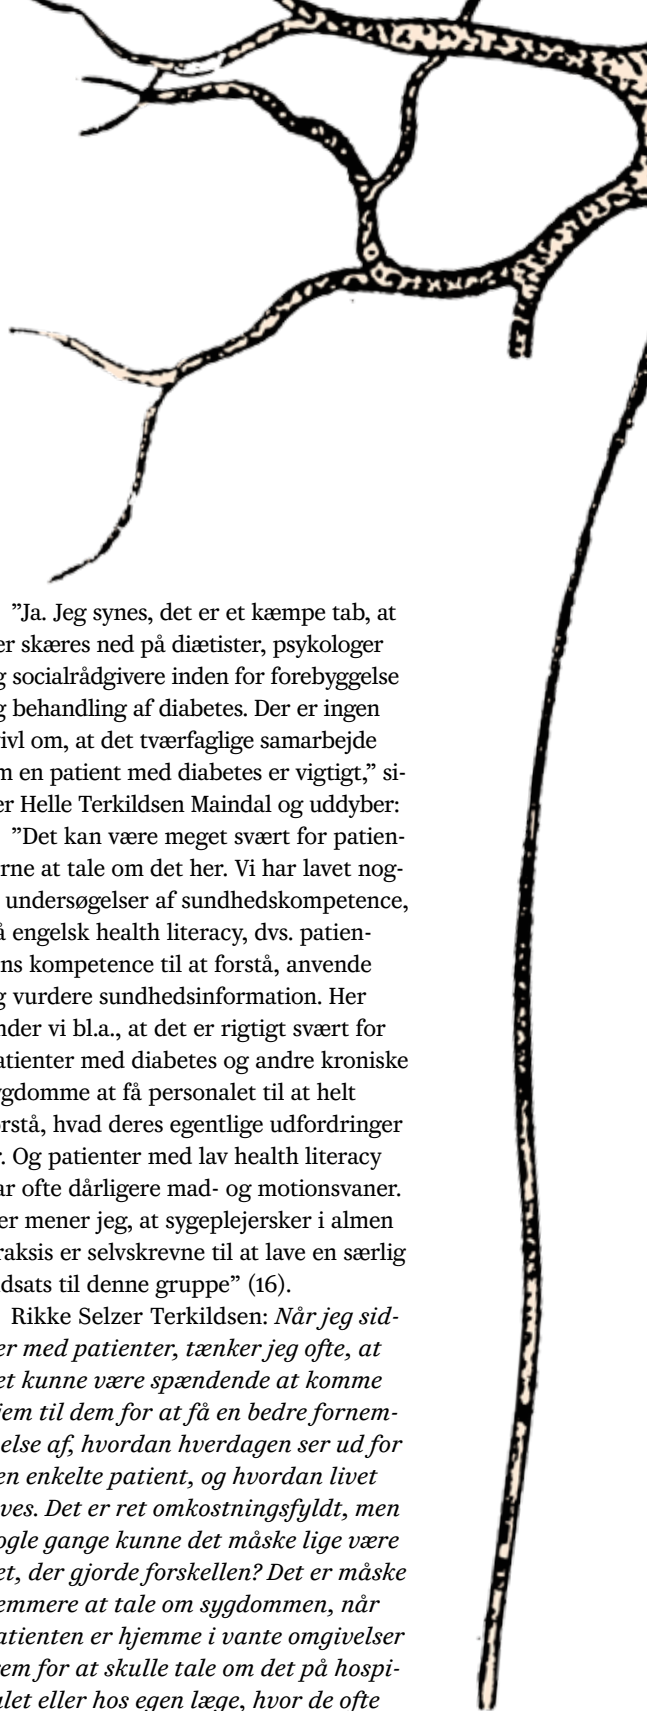 ”Ja. Jeg synes, det er et kæmpe tab, at
er skæres ned på diætister, psykologer
g socialrådgivere inden for forebyggelse
g behandling af diabetes. Der er ingen
ivl om, at det tværfaglige samarbejde
m en patient med diabetes er vigtigt,” si-
er Helle Terkildsen Maindal og uddyber:
”Det kan være meget svært for patien-
rne at tale om det her. Vi har lavet nog-
undersøgelser af sundhedskompetence,
å engelsk health literacy, dvs. patien-
ns kompetence til at forstå, anvende
g vurdere sundhedsinformation. Her
nder vi bl.a., at det er rigtigt svært for
atienter med diabetes og andre kroniske
gdomme at få personalet til at helt
rstå, hvad deres egentlige udfordringer
r. Og patienter med lav health literacy
ar ofte dårligere mad- og motionsvaner.
er mener jeg, at sygeplejersker i almen
raksis er selvskrevne til at lave en særlig
dsats til denne gruppe” (16).
Rikke Selzer Terkildsen: Når jeg sid-
er med patienter, tænker jeg ofte, at
et kunne være spændende at komme
jem til dem for at få en bedre fornem-
else af, hvordan hverdagen ser ud for
en enkelte patient, og hvordan livet
ves. Det er ret omkostningsfyldt, men
ogle gange kunne det måske lige være
et, der gjorde forskellen? Det er måske
emmere at tale om sygdommen, når
atienten er hjemme i vante omgivelser
em for at skulle tale om det på hospi-
let eller hos egen læge, hvor de ofte